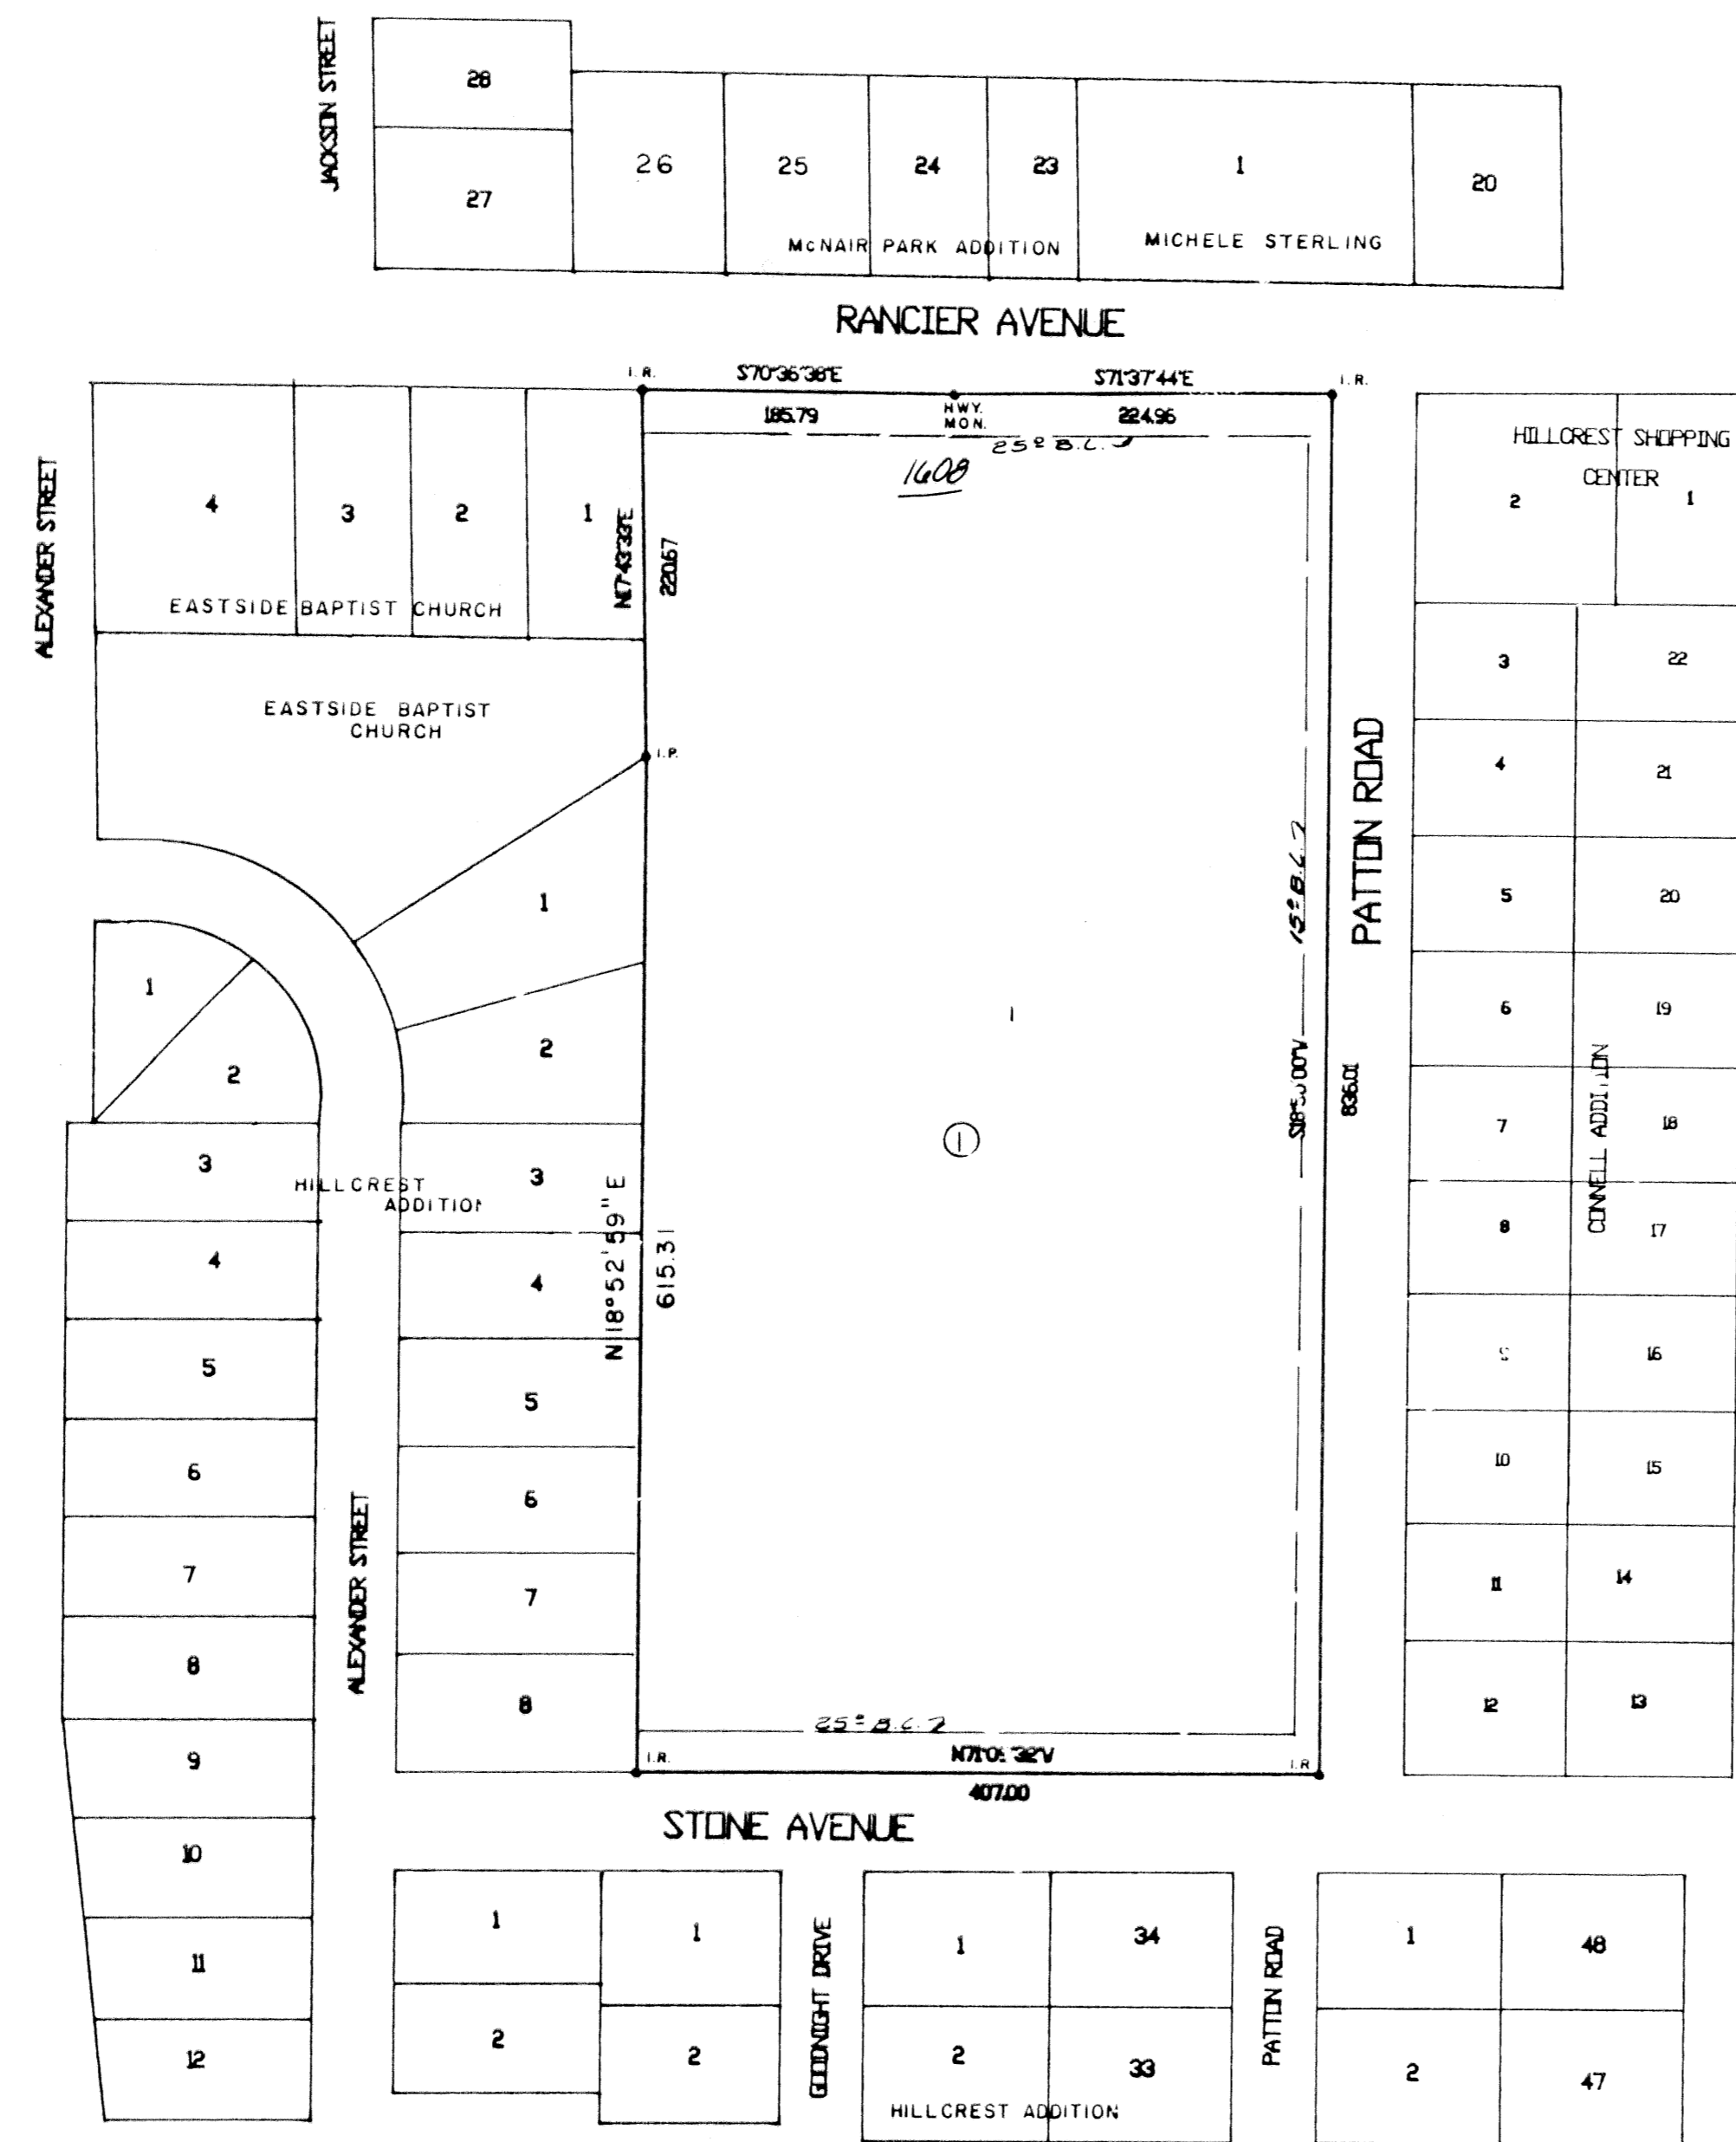 JACKSON STREET
28
27
26
25
24
23
1
20
McNAIR PARK ADDITION
MICHELE STERLING
RANCIER AVENUE
I.R.
S70°36'38"E
S71°37'44"E
I.R.
185.79
HWY.
MON.
224.96
1608
ALEXANDER STREET
4
3
2
1
EASTSIDE BAPTIST CHURCH
N17°43'33"E
220.67
EASTSIDE BAPTIST
CHURCH
I.P.
1
2
1
2
3
4
5
6
7
8
9
10
11
12
HILLCREST
ADDITION
3
4
5
6
7
8
ALEXANDER STREET
N 18° 52' 59" E
615.31
1
1
836.01
PATTON ROAD
HILLCREST SHOPPING
CENTER
2
1
3
22
4
21
5
20
6
19
7
18
8
17
16
10
15
11
14
12
13
CONNELL ADDITION
I.R.
407.00
I.R
STONE AVENUE
1
1
2
2
GOODNIGHT DRIVE
1
34
2
33
HILLCREST ADDITION
PATTON ROAD
1
48
2
47